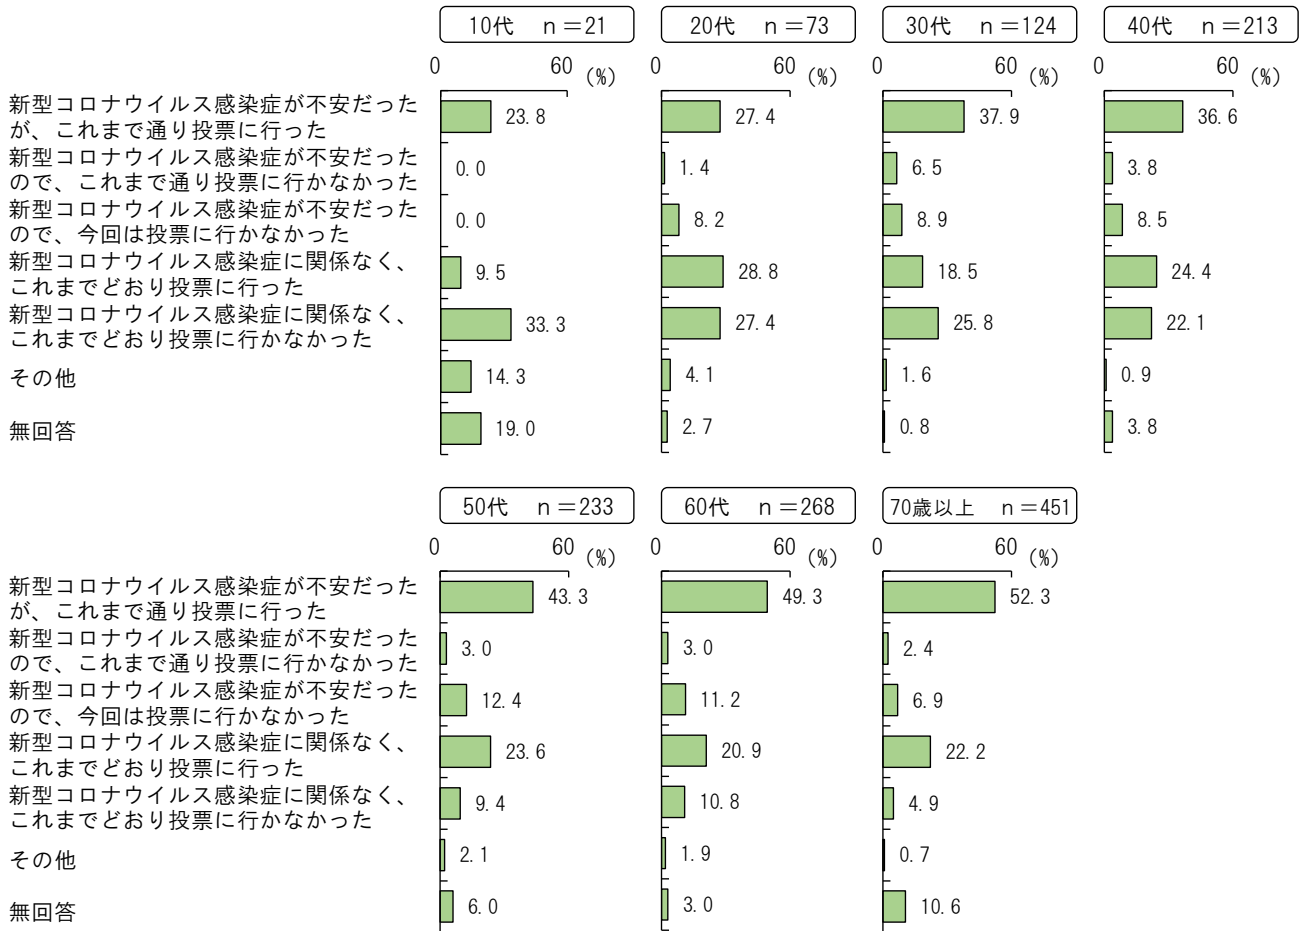 10代　n＝21
20代　n＝73
30代　n＝124
40代　n＝213
0 60 (%)
0 60 (%)
0 60 (%)
0 60 (%)
新型コロナウイルス感染症が不安だった
が、これまで通り投票に行った
23.8 27.4 37.9 36.6
新型コロナウイルス感染症が不安だった
ので、これまで通り投票に行かなかった
0.0 1.4 6.5 3.8
新型コロナウイルス感染症が不安だった
ので、今回は投票に行かなかった
0.0 8.2 8.9 8.5
新型コロナウイルス感染症に関係なく、
これまでどおり投票に行った
9.5 28.8 18.5 24.4
新型コロナウイルス感染症に関係なく、
これまでどおり投票に行かなかった
33.3 27.4 25.8 22.1
その他 14.3 4.1 1.6 0.9
無回答 19.0 2.7 0.8 3.8
50代　n＝233
60代　n＝268
70歳以上　n＝451
0 60 (%)
0 60 (%)
0 60 (%)
新型コロナウイルス感染症が不安だった
が、これまで通り投票に行った
43.3 49.3 52.3
新型コロナウイルス感染症が不安だった
ので、これまで通り投票に行かなかった
3.0 3.0 2.4
新型コロナウイルス感染症が不安だった
ので、今回は投票に行かなかった
12.4 11.2 6.9
新型コロナウイルス感染症に関係なく、
これまでどおり投票に行った
23.6 20.9 22.2
新型コロナウイルス感染症に関係なく、
これまでどおり投票に行かなかった
9.4 10.8 4.9
その他 2.1 1.9 0.7
無回答 6.0 3.0 10.6